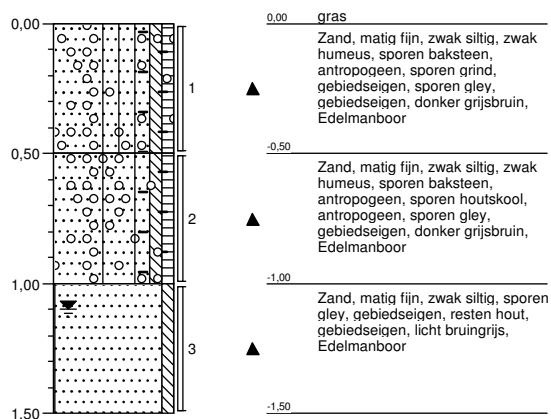 0,00
0,50
1,00
1,50
1
2
3
0,00 gras
Zand, matig fijn, zwak siltig, zwak
humeus, sporen baksteen,
antropogeen, sporen grind,
gebiedseigen, sporen gley,
gebiedseigen, donker grijsbruin,
Edelmanboor
-0,50
Zand, matig fijn, zwak siltig, zwak
humeus, sporen baksteen,
antropogeen, sporen houtskool,
antropogeen, sporen gley,
gebiedseigen, donker grijsbruin,
Edelmanboor
-1,00
Zand, matig fijn, zwak siltig, sporen
gley, gebiedseigen, resten hout,
gebiedseigen, licht bruingrijs,
Edelmanboor
-1,50